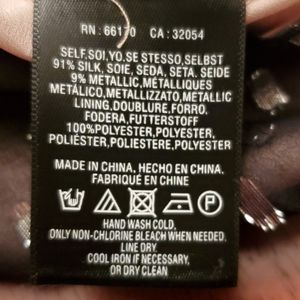 RN: 66170 CA: 32054
SELF,SOI,YO,SE STESSO,SELBST
91% SILK, SOIE, SEDA, SETA. SEIDE
9% METALLIC,MÉTALLIQUES
METÁLICO,METALLIZZATO,METALLIC
LINING,DOUBLURE,FORRO,
FODERA,FUTTERSTOFF
100%POLYESTER,POLYESTER,
POLIÉSTER,POLIESTERE,POLYESTER
MADE IN CHINA, HECHO EN CHINA.
FABRIQUÉ EN CHINE
P
HAND WASH COLD.
ONLY NON-CHLORINE BLEACH WHEN NEEDED.
LINE DRY.
COOL IRON IF NECESSARY,
OR DRY CLEAN